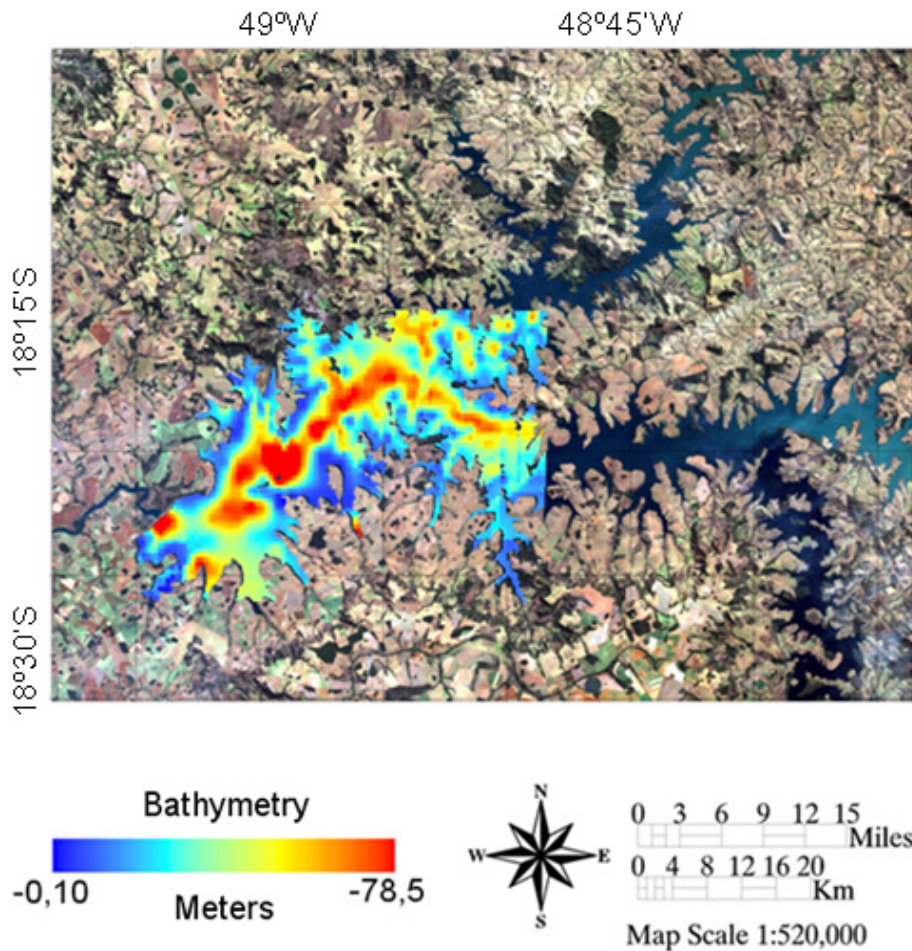 49ºW 48º45'W
18º15'S
18º30'S
Bathymetry
-0,10 -78,5
Meters
N
W E
S
0 3 6 9 12 15 Miles
0 4 8 12 16 20 Km
Map Scale 1:520,000